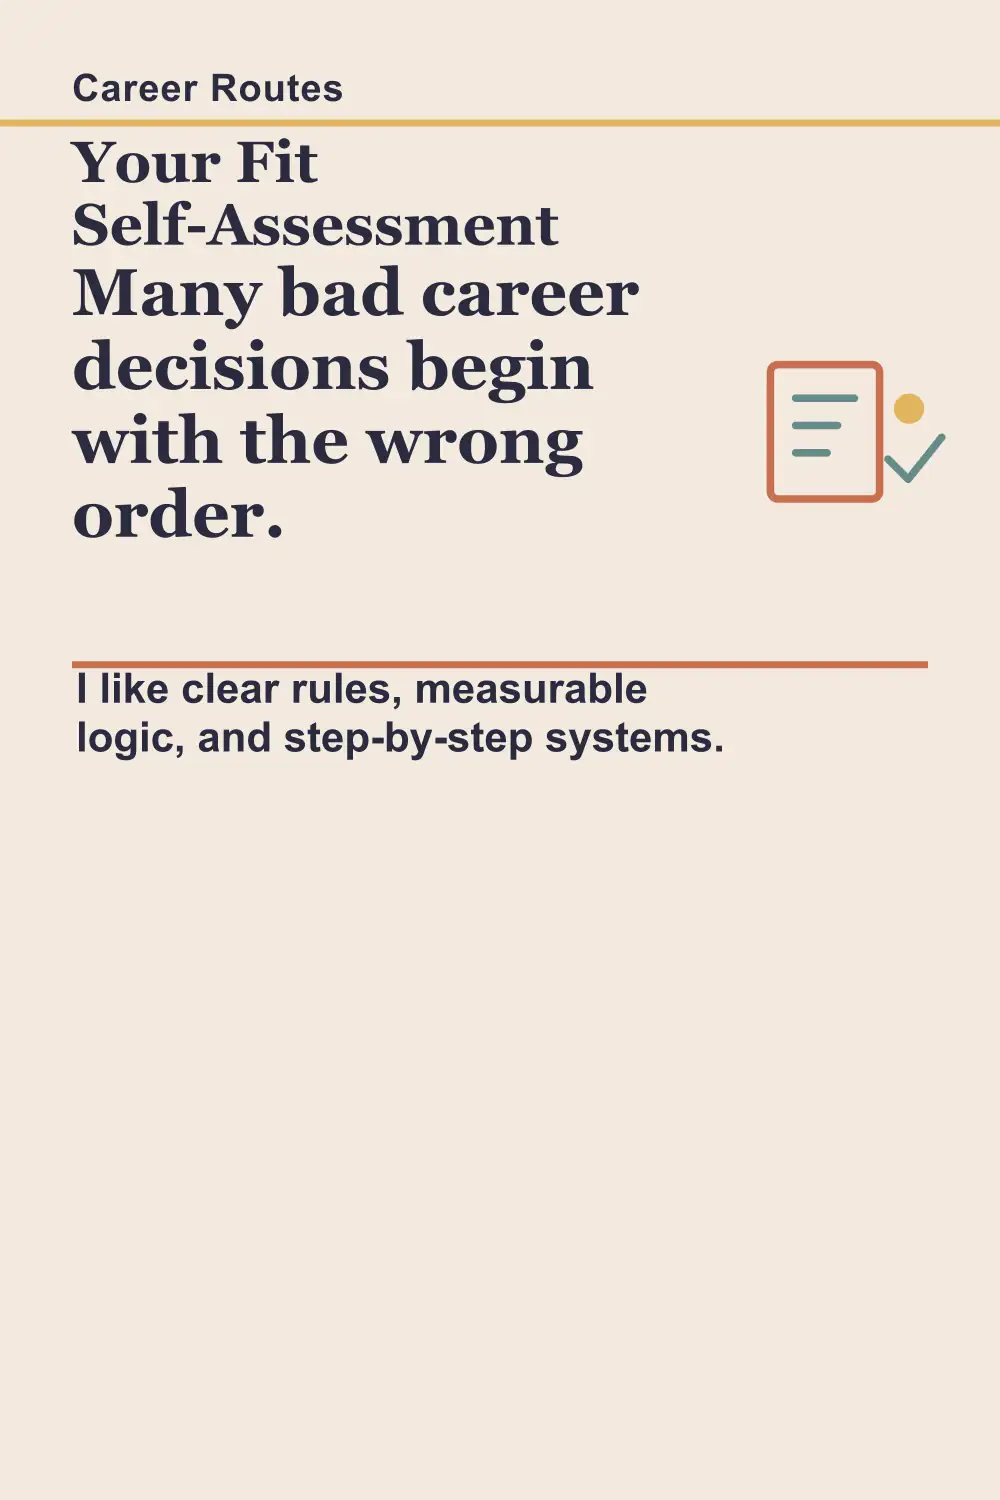 Career Routes
Your Fit
Self-Assessment
Many bad career
decisions begin
with the wrong
order.
I like clear rules, measurable
logic, and step-by-step systems.